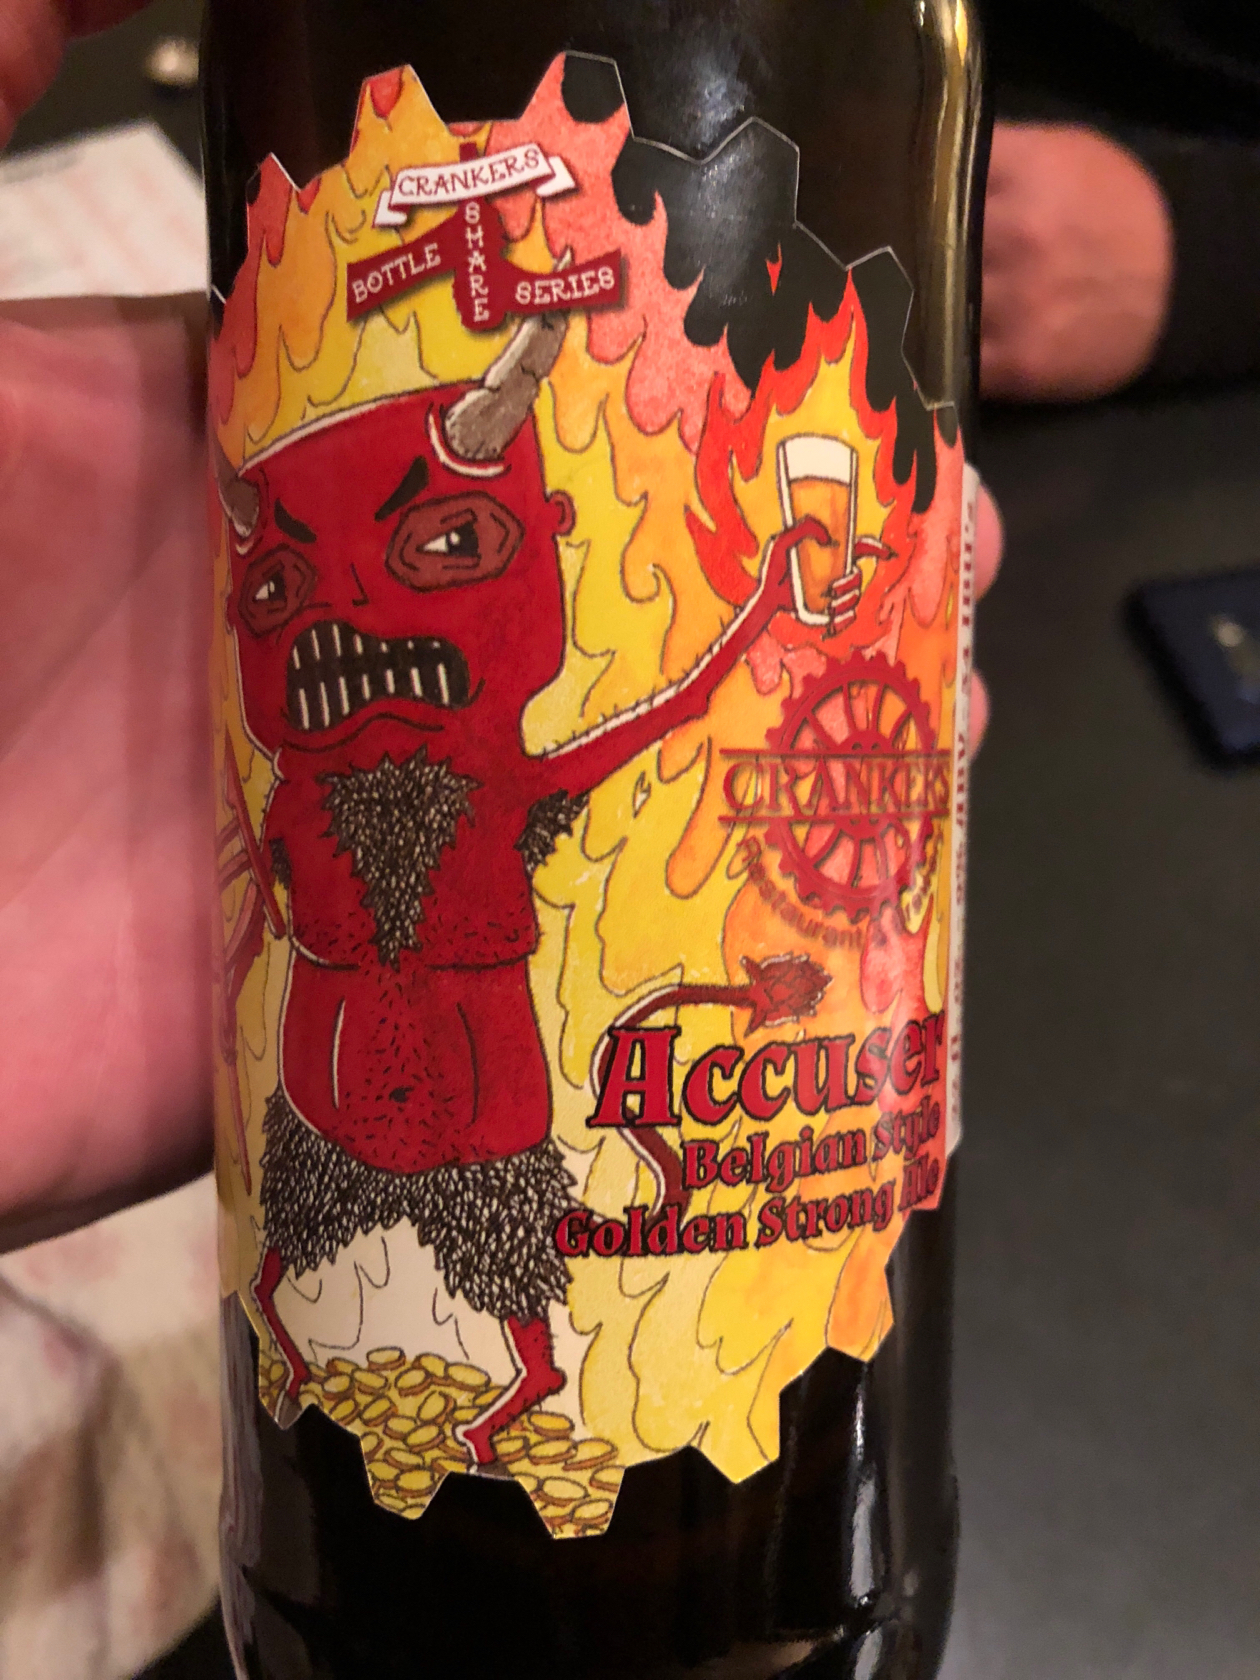 CRANKERS
BOTTLE SHARE SERIES
CRANKERS
Restaurant &
Accuser
Belgian Style
Golden Strong Ale